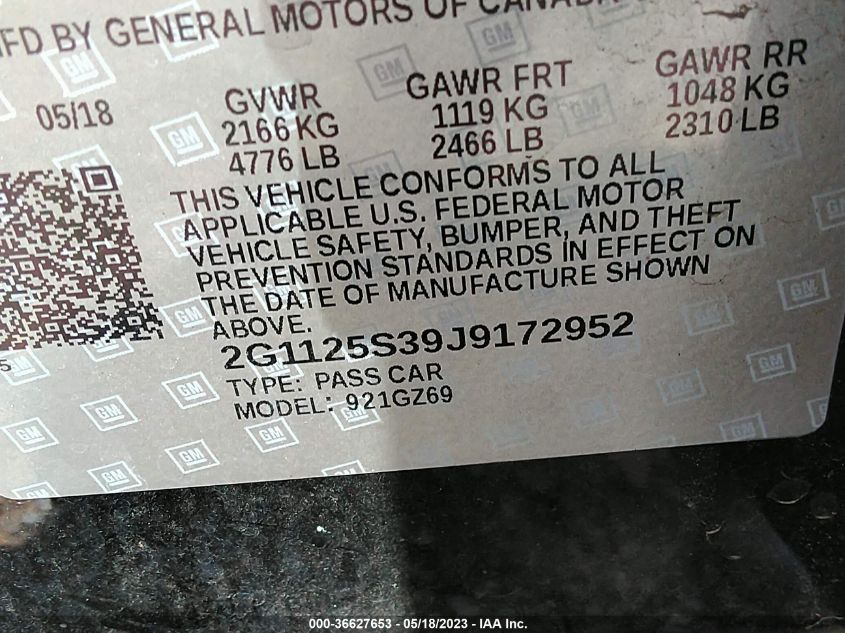 MFD BY GENERAL MOTORS OF CANADA
05/18
GVWR
2166 KG
4776 LB
GAWR FRT
1119 KG
2466 LB
GAWR RR
1048 KG
2310 LB
THIS VEHICLE CONFORMS TO ALL
APPLICABLE U.S. FEDERAL MOTOR
VEHICLE SAFETY, BUMPER, AND THEFT
PREVENTION STANDARDS IN EFFECT ON
THE DATE OF MANUFACTURE SHOWN
ABOVE.
2G1125S39J9172952
TYPE: PASS CAR
MODEL: 921GZ69
5
GM
000-36627653 - 05/18/2023 - IAA Inc.